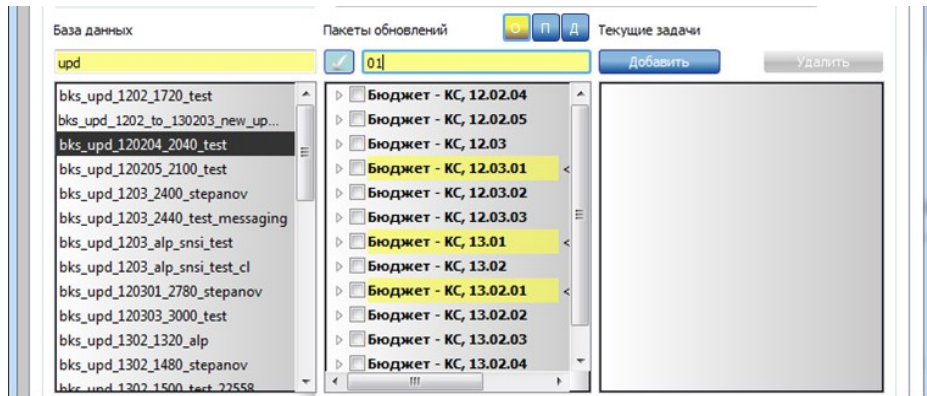 База данных
Пакеты обновлений
О П Д
Текущие задачи
upd
01
Добавить
Удалить
bks_upd_1202_1720_test
bks_upd_1202_to_130203_new_up...
bks_upd_120204_2040_test
bks_upd_120205_2100_test
bks_upd_1203_2400_stepanov
bks_upd_1203_2440_test_messaging
bks_upd_1203_alp_snsi_test
bks_upd_1203_alp_snsi_test_cl
bks_upd_120301_2780_stepanov
bks_upd_120303_3000_test
bks_upd_1302_1320_alp
bks_upd_1302_1480_stepanov
bks_upd_1302_1500_test_22558
Бюджет - КС, 12.02.04
Бюджет - КС, 12.02.05
Бюджет - КС, 12.03
Бюджет - КС, 12.03.01 <
Бюджет - КС, 12.03.02
Бюджет - КС, 12.03.03
Бюджет - КС, 13.01 <
Бюджет - КС, 13.02
Бюджет - КС, 13.02.01 <
Бюджет - КС, 13.02.02
Бюджет - КС, 13.02.03
Бюджет - КС, 13.02.04